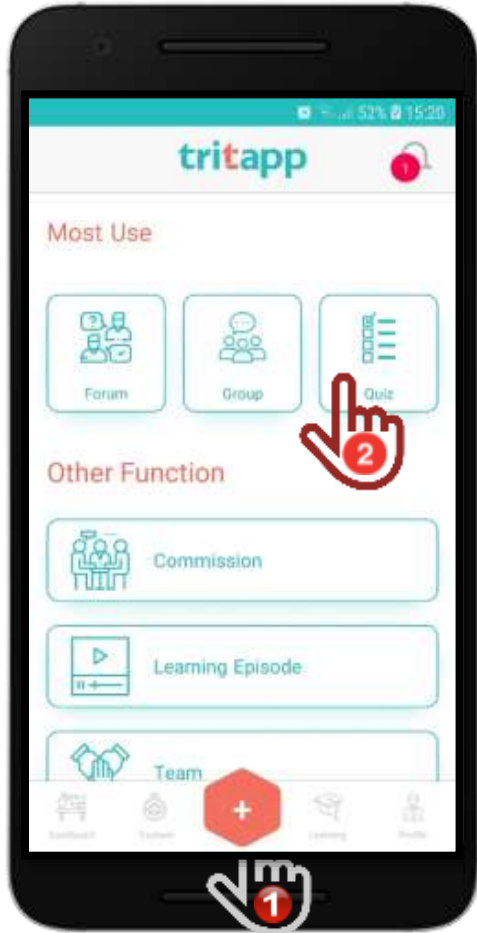 52% 15:20
tritapp
1
Most Use
Forum Group Quiz
2
Other Function
Commission
Learning Episode
Team
+
Dashboard Learning Profile
1